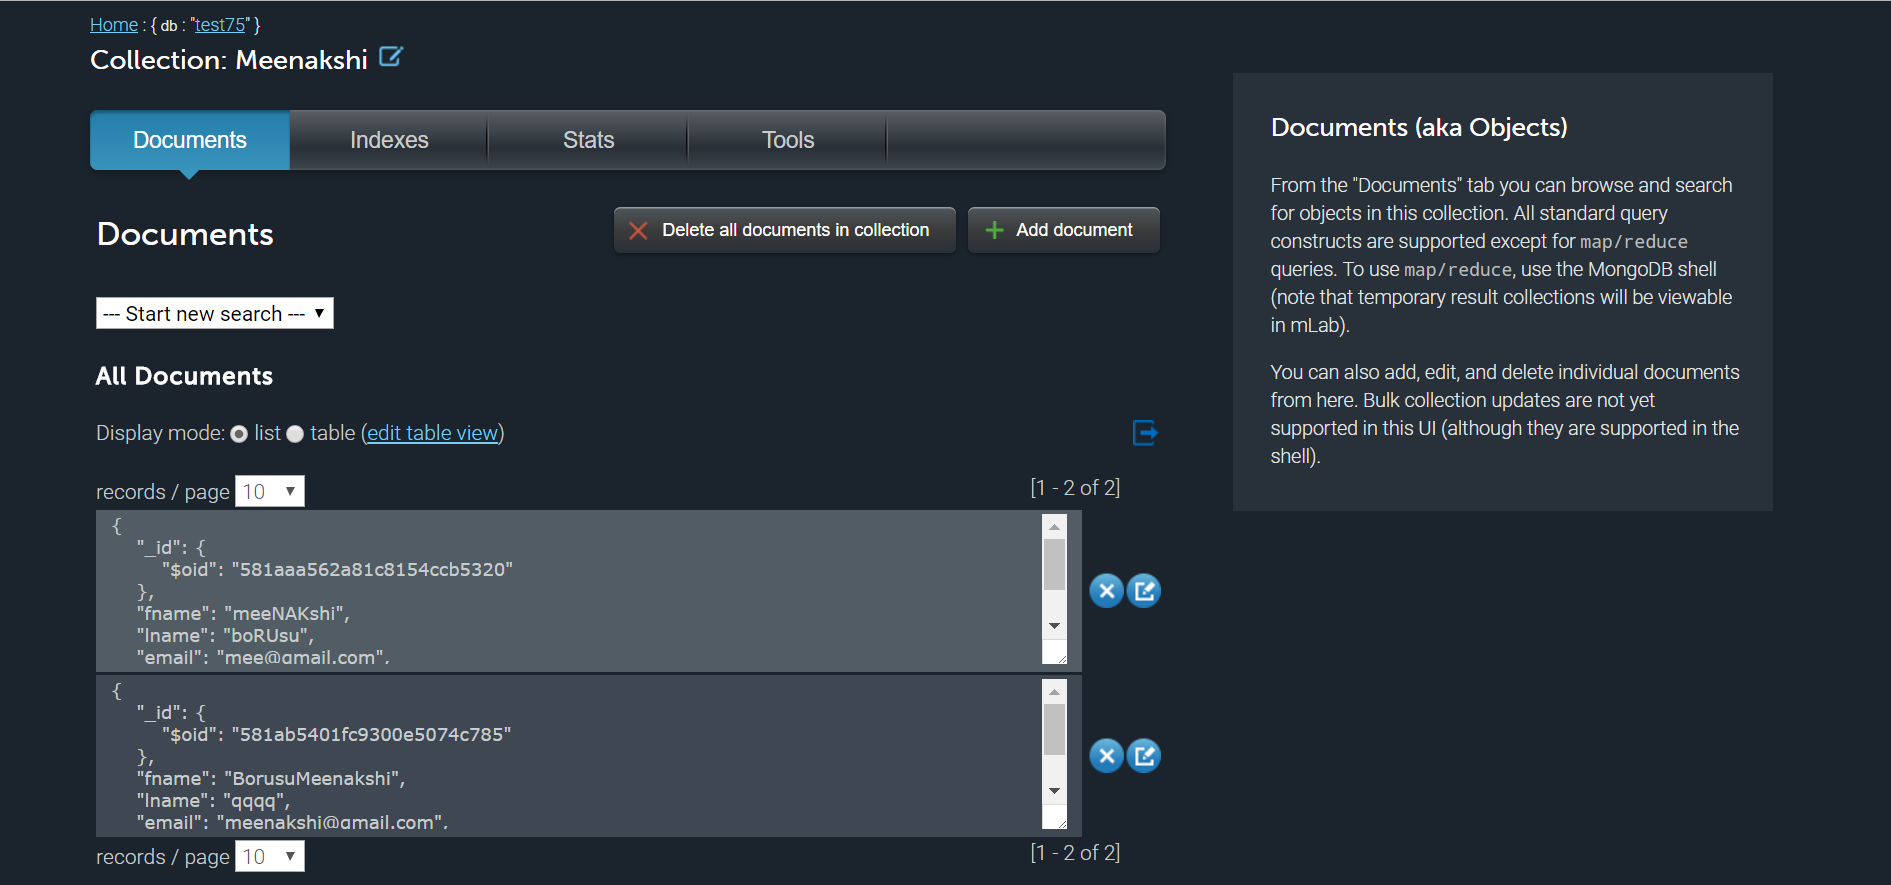 Home : { db : "test75" }
Collection: Meenakshi
Documents
Indexes
Stats
Tools
Documents
Delete all documents in collection
Add document
--- Start new search ---
All Documents
Display mode: list table (edit table view)
records / page 10
[1 - 2 of 2]
{
"_id": {
"$oid": "581aaa562a81c8154ccb5320"
},
"fname": "meeNAKshi",
"lname": "boRUsu",
"email": "mee@gmail.com",
{
"_id": {
"$oid": "581ab5401fc9300e5074c785"
},
"fname": "BorusuMeenakshi",
"lname": "qqqq",
"email": "meenakshi@gmail.com",
records / page 10
[1 - 2 of 2]
Documents (aka Objects)
From the "Documents" tab you can browse and search
for objects in this collection. All standard query
constructs are supported except for map/reduce
queries. To use map/reduce, use the MongoDB shell
(note that temporary result collections will be viewable
in mLab).
You can also add, edit, and delete individual documents
from here. Bulk collection updates are not yet
supported in this UI (although they are supported in the
shell).